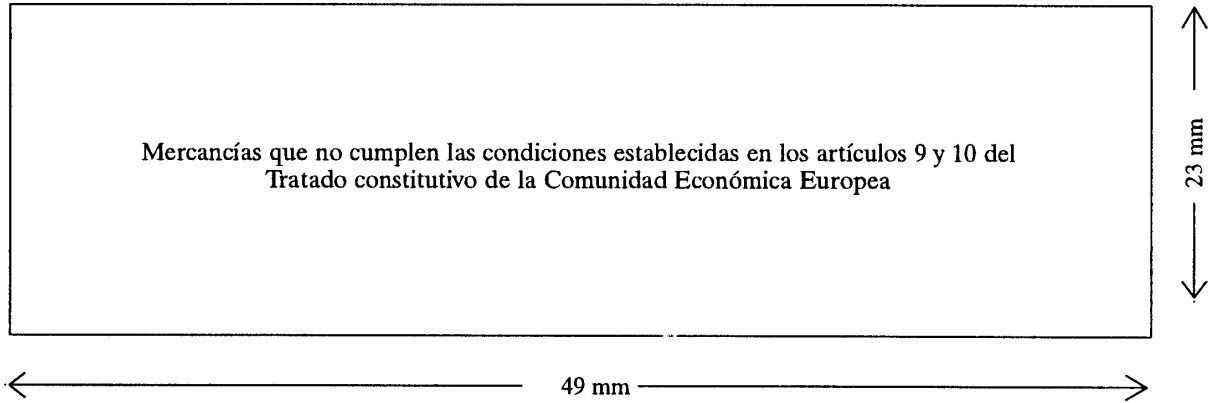 Mercancías que no cumplen las condiciones establecidas en los artículos 9 y 10 del
Tratado constitutivo de la Comunidad Económica Europea
23 mm
49 mm